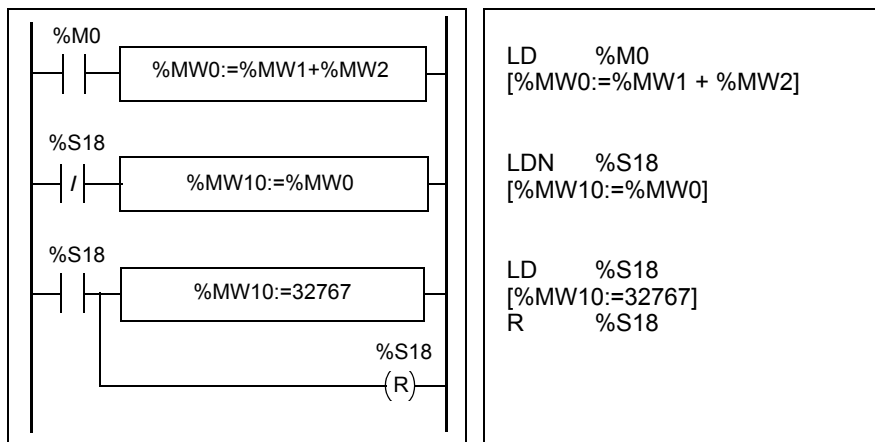 %M0
%MW0:=%MW1+%MW2
%S18
/
%MW10:=%MW0
%S18
%MW10:=32767
%S18
(R)
LD %M0
[%MW0:=%MW1 + %MW2]
LDN %S18
[%MW10:=%MW0]
LD %S18
[%MW10:=32767]
R %S18